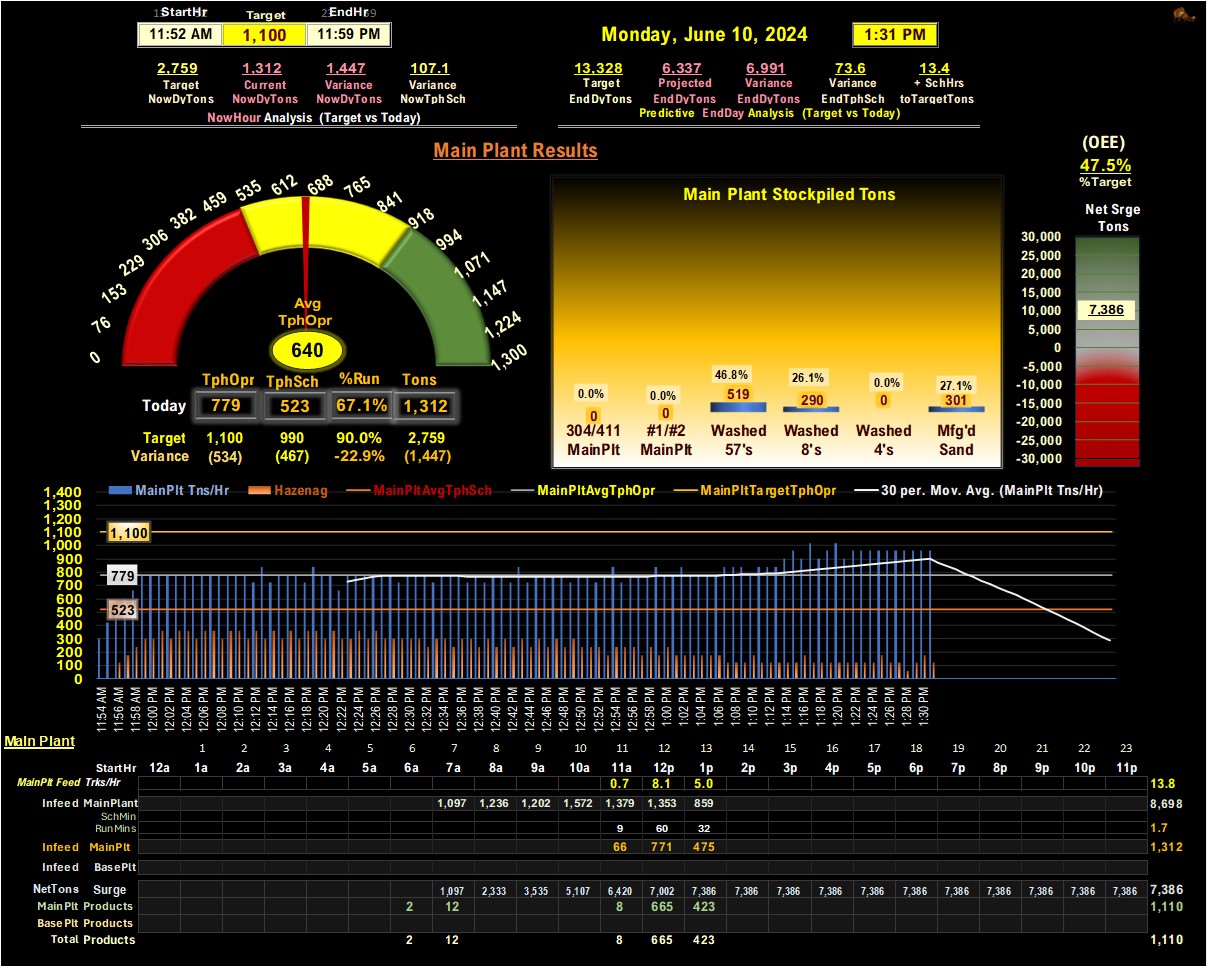 StartHr Target EndHr
11:52 AM 1,100 11:59 PM
Monday, June 10, 2024 1:31 PM
2,759 1,312 1,447 107.1
Target Current Variance Variance
NowDyTons NowDyTons NowDyTons NowTphSch
NowHour Analysis (Target vs Today)
13,328 6,337 6,991 73.6 13.4
Target Projected Variance Variance + SchHrs
EndDyTons EndDyTons EndDyTons EndTphSch toTargetTons
Predictive EndDay Analysis (Target vs Today)
Main Plant Results
(OEE)
47.5%
%Target
0 76 153 229 306 382 459 535 612 688 765 841 918 994 1,071 1,147 1,224 1,300
Avg
TphOpr
640
TphOpr TphSch %Run Tons
Today 779 523 67.1% 1,312
Target 1,100 990 90.0% 2,759
Variance (534) (467) -22.9% (1,447)
Main Plant Stockpiled Tons
0.0% 0.0% 46.8% 26.1% 0.0% 27.1%
0 0 519 290 0 301
304/411 #1/#2 Washed Washed Washed Mfg'd
MainPlt MainPlt 57's 8's 4's Sand
Net Srge
Tons
30,000
25,000
20,000
15,000
10,000
7,386
5,000
0
-5,000
-10,000
-15,000
-20,000
-25,000
-30,000
MainPlt Tns/Hr Hazenag MainPltAvgTphSch MainPltAvgTphOpr MainPltTargetTphOpr 30 per. Mov. Avg. (MainPlt Tns/Hr)
1,400
1,300
1,200
1,100
1,000
900
800
700
600
500
400
300
200
100
0
1,100
779
523
11:54 AM 11:56 AM 11:58 AM 12:00 PM 12:02 PM 12:04 PM 12:06 PM 12:08 PM 12:10 PM 12:12 PM 12:14 PM 12:16 PM 12:18 PM 12:20 PM 12:22 PM 12:24 PM 12:26 PM 12:28 PM 12:30 PM 12:32 PM 12:34 PM 12:36 PM 12:38 PM 12:40 PM 12:42 PM 12:44 PM 12:46 PM 12:48 PM 12:50 PM 12:52 PM 12:54 PM 12:56 PM 12:58 PM 1:00 PM 1:02 PM 1:04 PM 1:06 PM 1:08 PM 1:10 PM 1:12 PM 1:14 PM 1:16 PM 1:18 PM 1:20 PM 1:22 PM 1:24 PM 1:26 PM 1:28 PM 1:30 PM
Main Plant
1 2 3 4 5 6 7 8 9 10 11 12 13 14 15 16 17 18 19 20 21 22 23
StartHr 12a 1a 2a 3a 4a 5a 6a 7a 8a 9a 10a 11a 12p 1p 2p 3p 4p 5p 6p 7p 8p 9p 10p 11p
MainPlt Feed Trks/Hr 0.7 8.1 5.0 13.8
Infeed MainPlant 1,097 1,236 1,202 1,572 1,379 1,353 859 8,698
SchMin
RunMins 9 60 32 1.7
Infeed MainPlt 66 771 475 1,312
Infeed BasePlt
NetTons Surge 1,097 2,333 3,535 5,107 6,420 7,002 7,386 7,386 7,386 7,386 7,386 7,386 7,386 7,386 7,386 7,386 7,386 7,386
MainPlt Products 2 12 8 665 423 1,110
BasePlt Products
Total Products 2 12 8 665 423 1,110